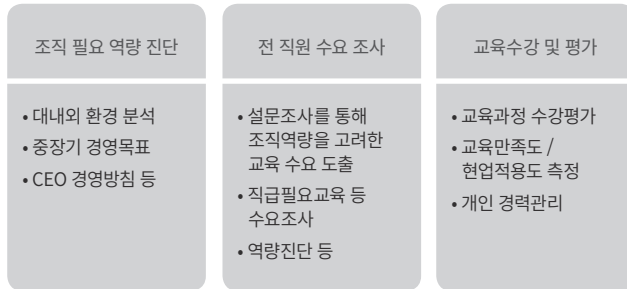 조직 필요 역량 진단
• 대내외 환경 분석
• 중장기 경영목표
• CEO 경영방침 등
전 직원 수요 조사
• 설문조사를 통해
조직역량을 고려한
교육 수요 도출
• 직급필요교육 등
수요조사
• 역량진단 등
교육수강 및 평가
• 교육과정 수강평가
• 교육만족도 /
현업적용도 측정
• 개인 경력관리